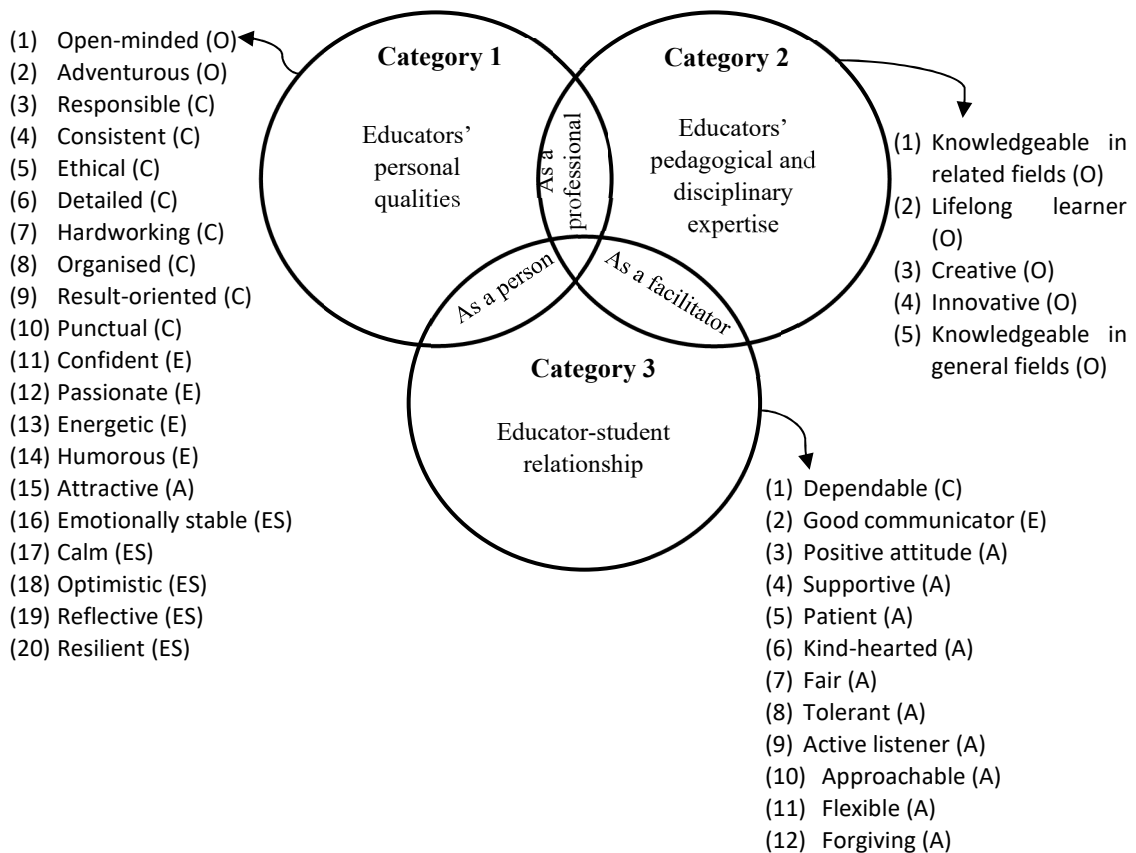 (1) Open-minded (O)
(2) Adventurous (O)
(3) Responsible (C)
(4) Consistent (C)
(5) Ethical (C)
(6) Detailed (C)
(7) Hardworking (C)
(8) Organised (C)
(9) Result-oriented (C)
(10) Punctual (C)
(11) Confident (E)
(12) Passionate (E)
(13) Energetic (E)
(14) Humorous (E)
(15) Attractive (A)
(16) Emotionally stable (ES)
(17) Calm (ES)
(18) Optimistic (ES)
(19) Reflective (ES)
(20) Resilient (ES)
Category 1
Educators’
personal
qualities
As a
professional
Category 2
Educators’
pedagogical and
disciplinary
expertise
As a person
As a facilitator
Category 3
Educator-student
relationship
(1) Knowledgeable in
related fields (O)
(2) Lifelong learner
(O)
(3) Creative (O)
(4) Innovative (O)
(5) Knowledgeable in
general fields (O)
(1) Dependable (C)
(2) Good communicator (E)
(3) Positive attitude (A)
(4) Supportive (A)
(5) Patient (A)
(6) Kind-hearted (A)
(7) Fair (A)
(8) Tolerant (A)
(9) Active listener (A)
(10) Approachable (A)
(11) Flexible (A)
(12) Forgiving (A)